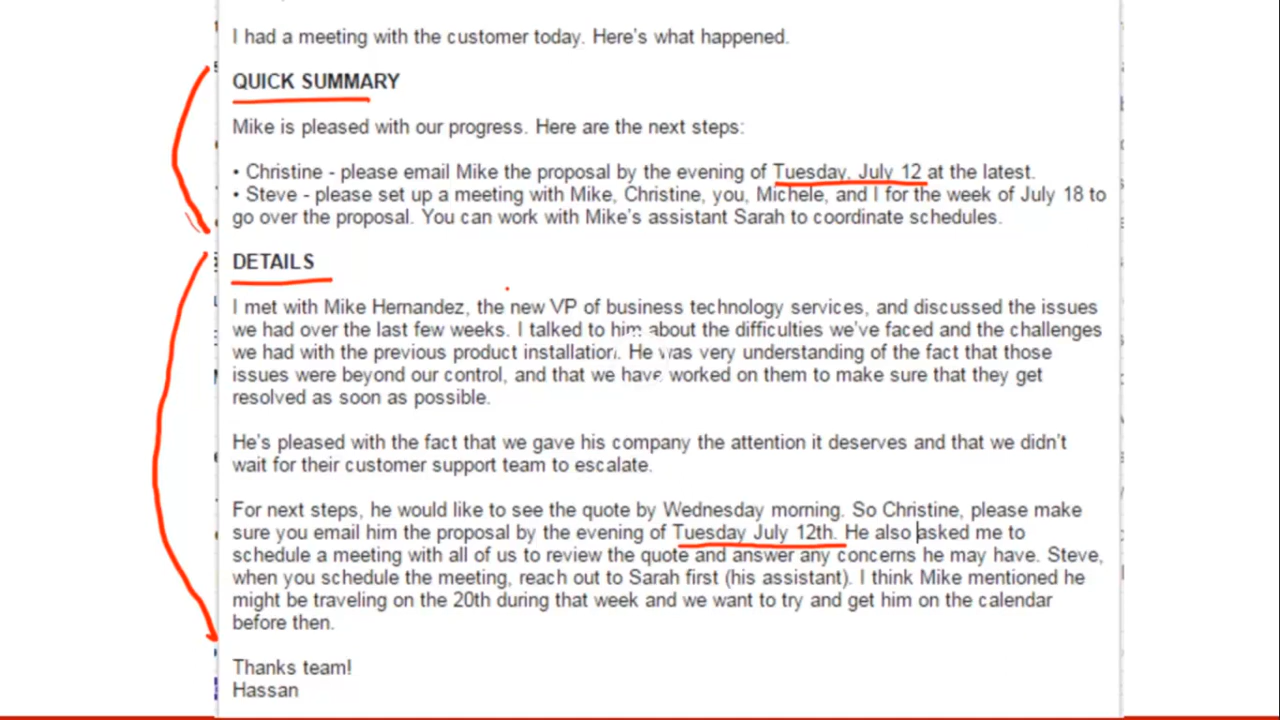 I had a meeting with the customer today. Here's what happened.
QUICK SUMMARY
Mike is pleased with our progress. Here are the next steps:
• Christine - please email Mike the proposal by the evening of Tuesday, July 12 at the latest.
• Steve - please set up a meeting with Mike, Christine, you, Michele, and I for the week of July 18 to
go over the proposal. You can work with Mike's assistant Sarah to coordinate schedules.
DETAILS
I met with Mike Hernandez, the new VP of business technology services, and discussed the issues
we had over the last few weeks. I talked to him about the difficulties we've faced and the challenges
we had with the previous product installation. He was very understanding of the fact that those
issues were beyond our control, and that we have worked on them to make sure that they get
resolved as soon as possible.
He's pleased with the fact that we gave his company the attention it deserves and that we didn't
wait for their customer support team to escalate.
For next steps, he would like to see the quote by Wednesday morning. So Christine, please make
sure you email him the proposal by the evening of Tuesday July 12th. He also asked me to
schedule a meeting with all of us to review the quote and answer any concerns he may have. Steve,
when you schedule the meeting, reach out to Sarah first (his assistant). I think Mike mentioned he
might be traveling on the 20th during that week and we want to try and get him on the calendar
before then.
Thanks team!
Hassan